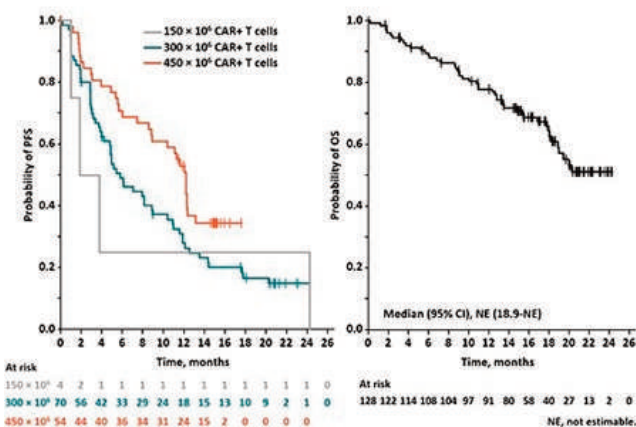 150 × 10⁶ CAR+ T cells
300 × 10⁶ CAR+ T cells
450 × 10⁶ CAR+ T cells
Probability of PFS
1.0
0.8
0.6
0.4
0.2
0.0
0 2 4 6 8 10 12 14 16 18 20 22 24 26
Time, months
At risk
150 × 10⁶ 4 2 1 1 1 1 1 1 1 1 1 1 1 0
300 × 10⁶ 70 56 42 33 29 24 18 15 13 10 9 2 1 0
450 × 10⁶ 54 44 40 36 34 31 24 15 2 0 0 0 0 0
Probability of OS
1.0
0.8
0.6
0.4
0.2
0.0
Median (95% CI), NE (18.9-NE)
0 2 4 6 8 10 12 14 16 18 20 22 24 26
Time, months
At risk
128 122 114 108 104 97 91 80 58 40 27 13 2 0
NE, not estimable.